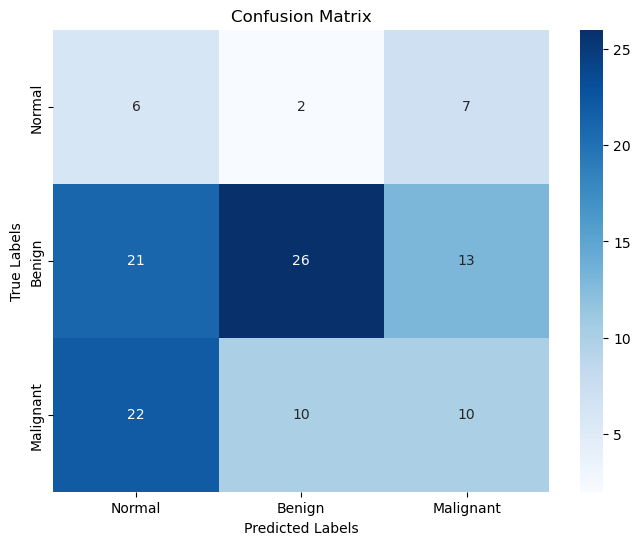 Confusion Matrix
25
Normal 6 2 7
20
True Labels
Benign 21 26 13
15
10
Malignant 22 10 10
5
Normal Benign Malignant
Predicted Labels